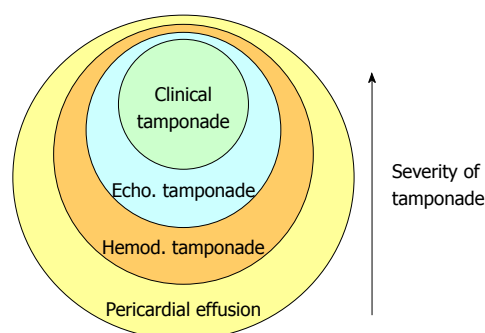 Clinical
tamponade
Echo. tamponade
Hemod. tamponade
Pericardial effusion
Severity of
tamponade